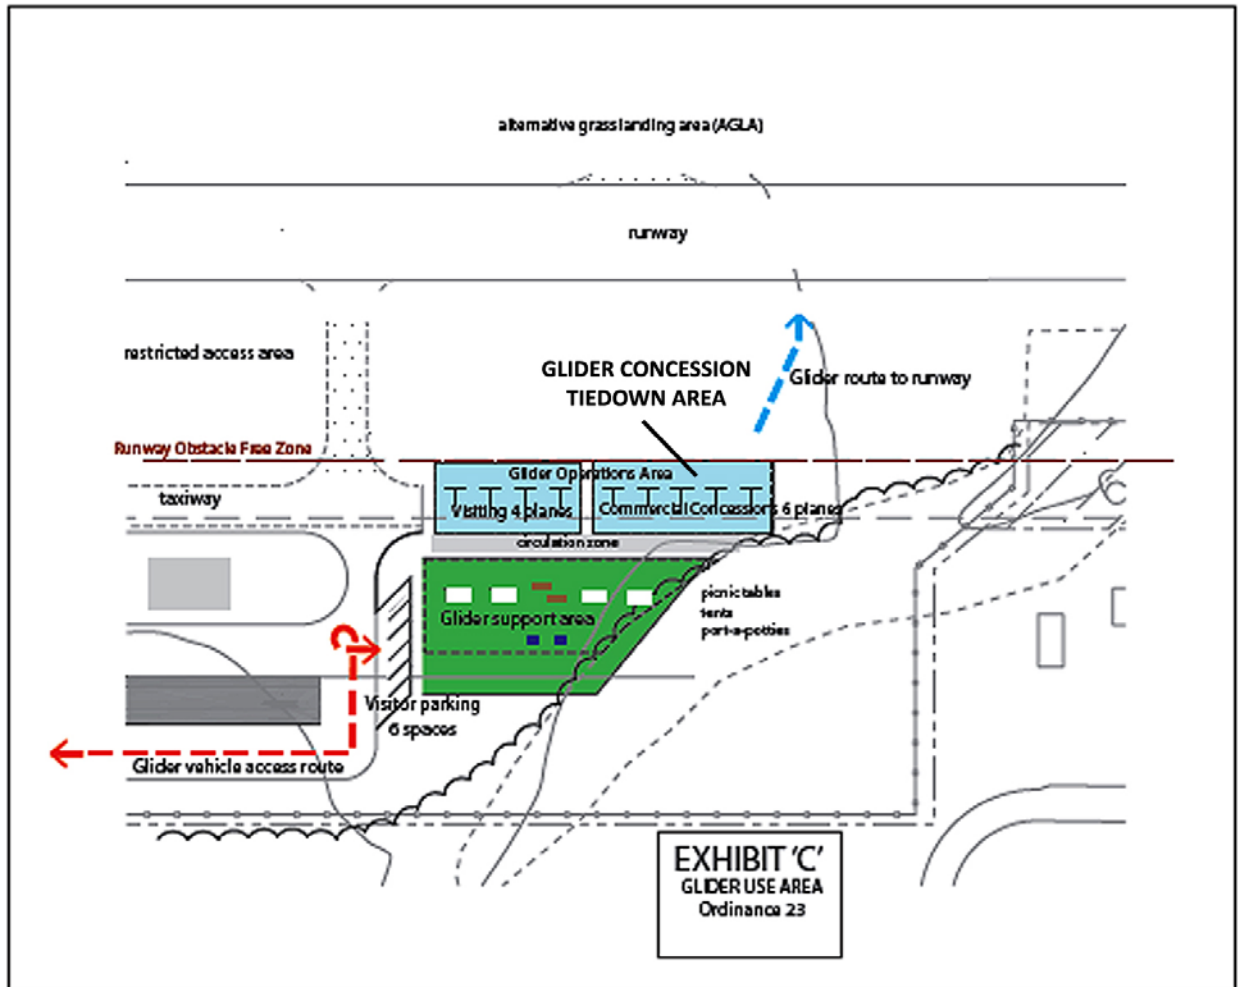 alternative grass landing area (AGLA)
runway
restricted access area
GLIDER CONCESSION
TIEDOWN AREA
Glider route to runway
Runway Obstacle Free Zone
Glider Operations Area
taxiway
Visiting 4 planes
Commercial Concessions 6 planes
circulation zone
picnic tables
tents
port-a-potties
Glider support area
Visitor parking
6 spaces
Glider vehicle access route
EXHIBIT 'C'
GLIDER USE AREA
Ordinance 23